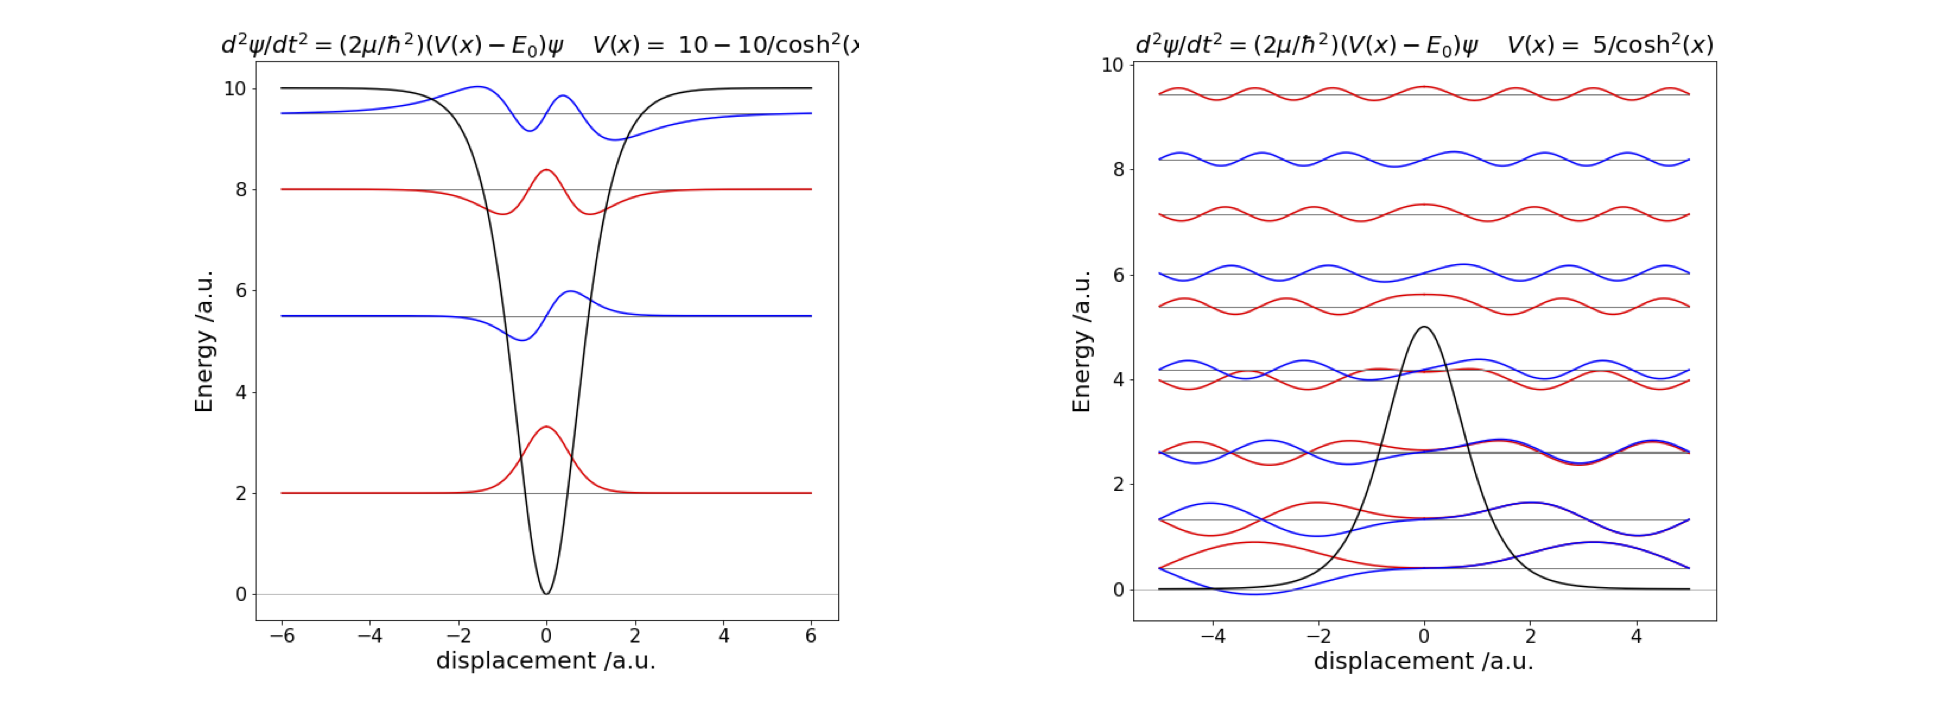 d²ψ/dt² = (2μ/ħ²)(V(x) − E₀)ψ V(x) = 10 − 10/cosh²(
10
8
6
4
2
0
Energy /a.u.
−6 −4 −2 0 2 4 6
displacement /a.u.
d²ψ/dt² = (2μ/ħ²)(V(x) − E₀)ψ V(x) = 5/cosh²(x)
10
8
6
4
2
0
Energy /a.u.
−4 −2 0 2 4
displacement /a.u.